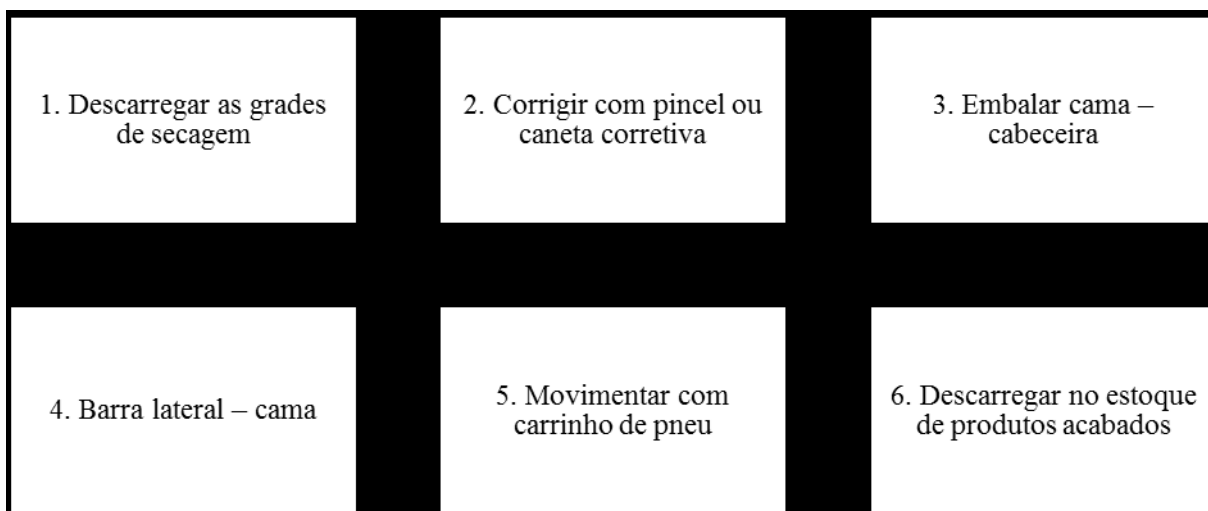 1. Descarregar as grades
de secagem
2. Corrigir com pincel ou
caneta corretiva
3. Embalar cama –
cabeceira
4. Barra lateral – cama
5. Movimentar com
carrinho de pneu
6. Descarregar no estoque
de produtos acabados